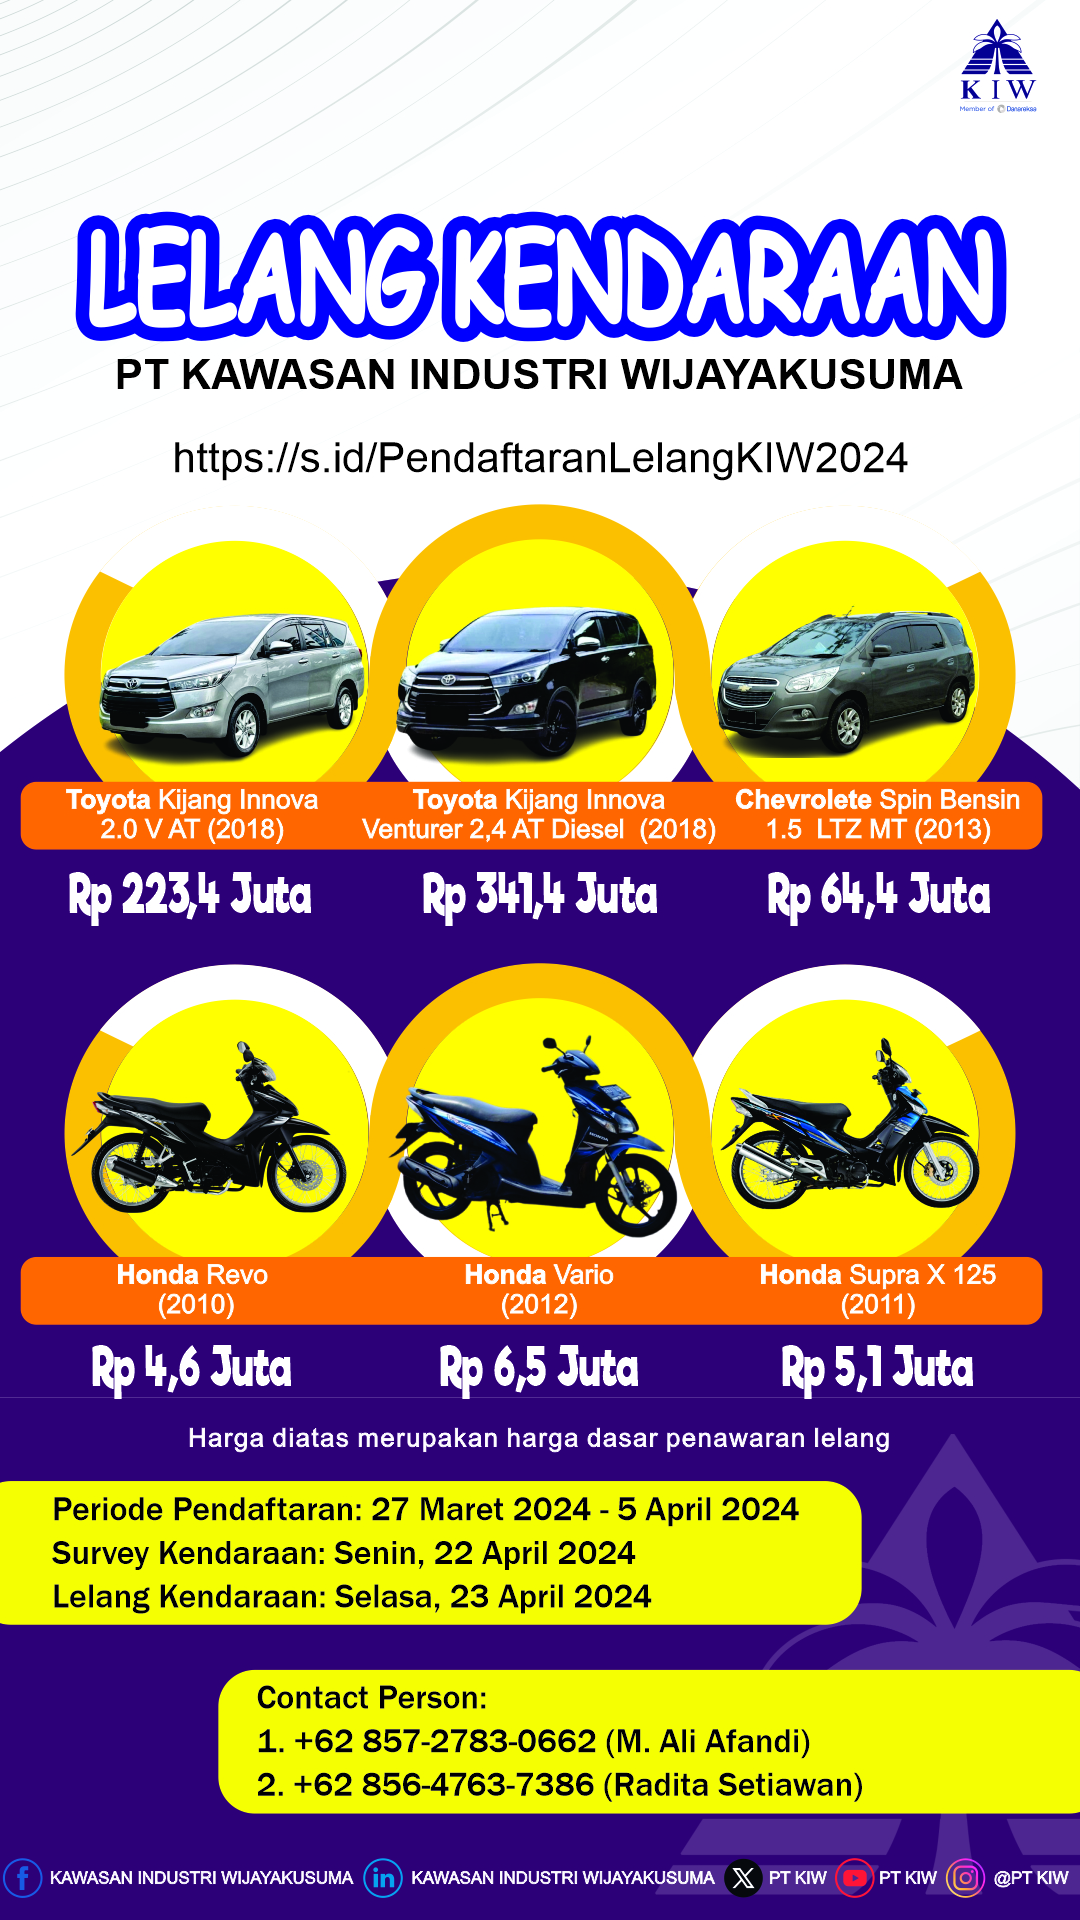 KIW
Member of Danareksa
LELANG KENDARAAN
PT KAWASAN INDUSTRI WIJAYAKUSUMA
https://s.id/PendaftaranLelangKIW2024
Toyota Kijang Innova
2.0 V AT (2018)
Rp 223,4 Juta
Toyota Kijang Innova
Venturer 2,4 AT Diesel (2018)
Rp 341,4 Juta
Chevrolete Spin Bensin
1.5 LTZ MT (2013)
Rp 64,4 Juta
Honda Revo
(2010)
Rp 4,6 Juta
Honda Vario
(2012)
Rp 6,5 Juta
Honda Supra X 125
(2011)
Rp 5,1 Juta
Harga diatas merupakan harga dasar penawaran lelang
Periode Pendaftaran: 27 Maret 2024 - 5 April 2024
Survey Kendaraan: Senin, 22 April 2024
Lelang Kendaraan: Selasa, 23 April 2024
Contact Person:
1. +62 857-2783-0662 (M. Ali Afandi)
2. +62 856-4763-7386 (Radita Setiawan)
KAWASAN INDUSTRI WIJAYAKUSUMA KAWASAN INDUSTRI WIJAYAKUSUMA PT KIW PT KIW @PT KIW